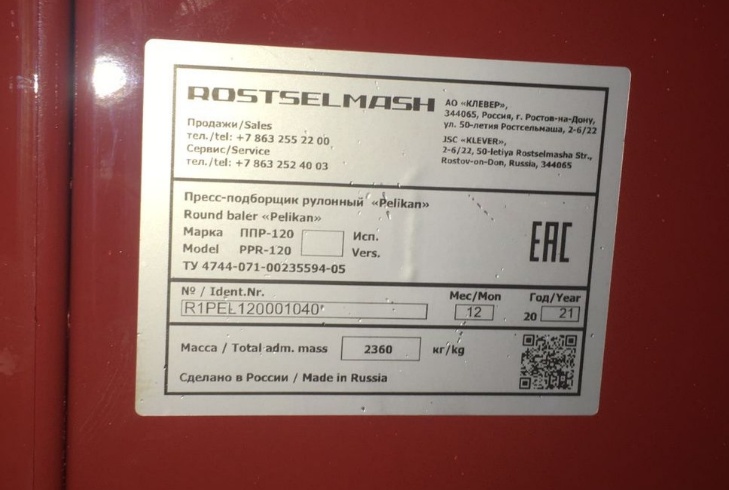 ROSTSELMASH
Продажи/Sales
тел./tel: +7 863 255 22 00
Сервис/Service
тел./tel: +7 863 252 40 03
АО «КЛЕВЕР»,
344065, Россия, г. Ростов-на-Дону,
ул. 50-летия Ростсельмаша, 2-6/22
JSC «KLEVER»,
2-6/22, 50-letiya Rostselmasha Str.,
Rostov-on-Don, Russia, 344065
Пресс-подборщик рулонный «Pelikan»
Round baler «Pelikan»
Марка ППР-120 Исп.
Model PPR-120 Vers.
ТУ 4744-071-00235594-05
EAC
№ / Ident.Nr. Мес/Mon Год/Year
R1PEL120001040* 12 20 21
Масса / Total adm. mass 2360 кг/kg
Сделано в России / Made in Russia